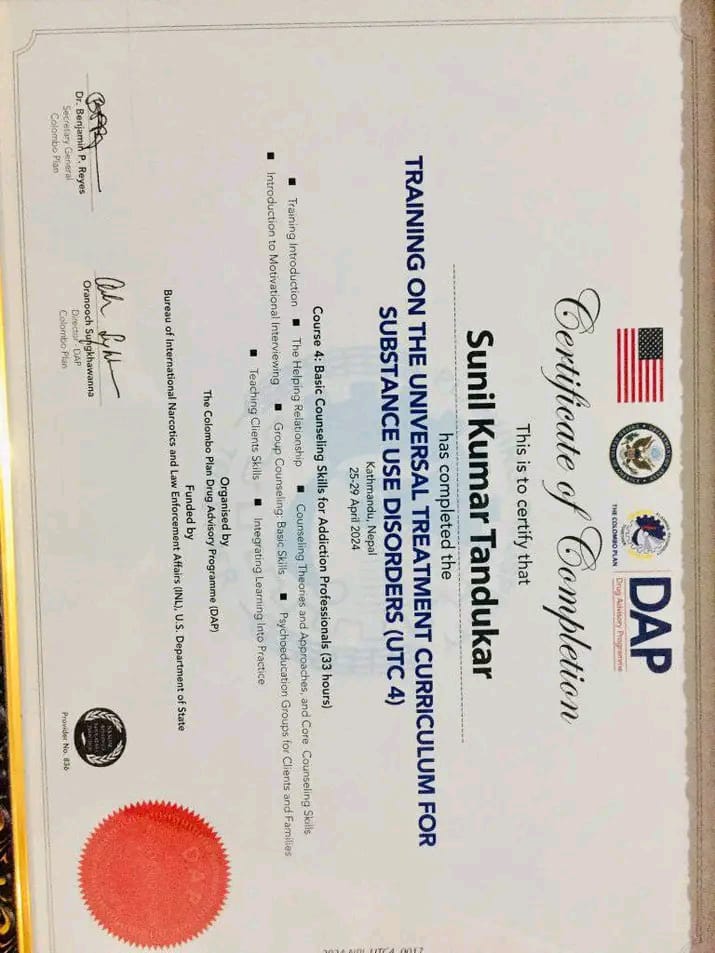 THE COLOMBO PLAN
DAP
Drug Advisory Programme
Certificate of Completion
This is to certify that
Sunil Kumar Tandukar
has completed the
TRAINING ON THE UNIVERSAL TREATMENT CURRICULUM FOR
SUBSTANCE USE DISORDERS (UTC 4)
Kathmandu, Nepal
25-29 April 2024
Course 4: Basic Counseling Skills for Addiction Professionals (33 hours)
■ Training Introduction ■ The Helping Relationship ■ Counseling Theories and Approaches, and Core Counseling Skills
■ Introduction to Motivational Interviewing ■ Group Counseling: Basic Skills ■ Psychoeducation Groups for Clients and Families
■ Teaching Clients Skills ■ Integrating Learning Into Practice
Organised by
The Colombo Plan Drug Advisory Programme (DAP)
Funded by
Bureau of International Narcotics and Law Enforcement Affairs (INL), U.S. Department of State
Dr. Benjamin P. Reyes
Secretary General
Colombo Plan
Oranooch Sungkhawanna
Director - DAP
Colombo Plan
Provider No. 836
DAP